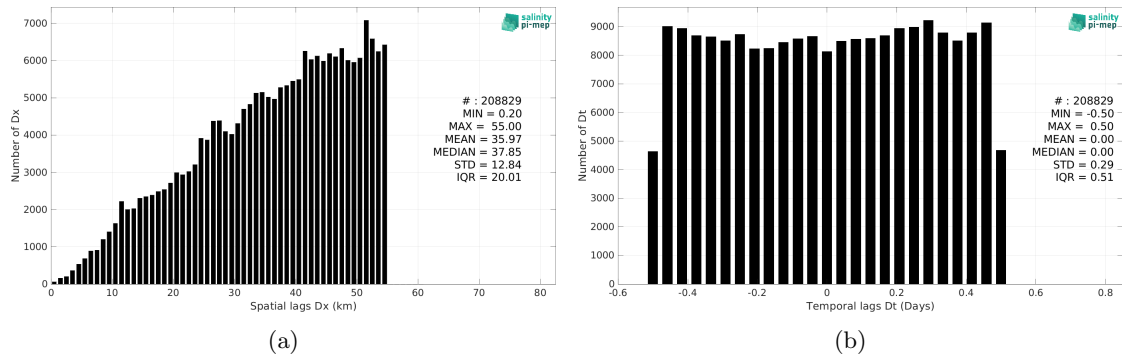 7000
6000
5000
4000
3000
2000
1000
0
Number of Dx
0 10 20 30 40 50 60 70 80
Spatial lags Dx (km)
salinity
pi-mep
# : 208829
MIN = 0.20
MAX = 55.00
MEAN = 35.97
MEDIAN = 37.85
STD = 12.84
IQR = 20.01
(a)
9000
8000
7000
6000
5000
4000
3000
2000
1000
0
Number of Dt
-0.6 -0.4 -0.2 0 0.2 0.4 0.6 0.8
Temporal lags Dt (Days)
salinity
pi-mep
# : 208829
MIN = -0.50
MAX = 0.50
MEAN = 0.00
MEDIAN = 0.00
STD = 0.29
IQR = 0.51
(b)